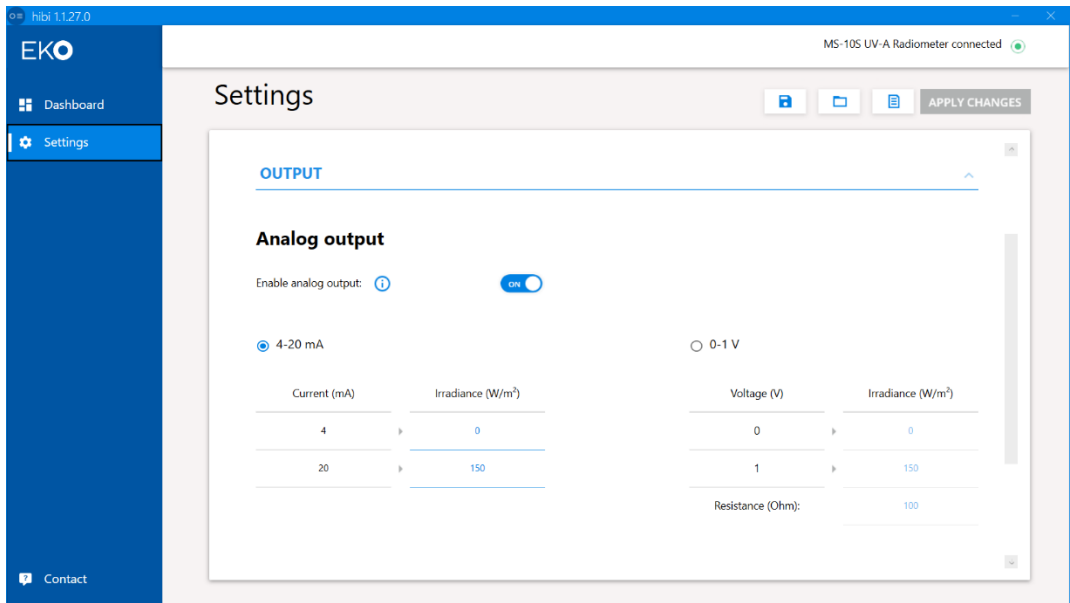 hibi 1.1.27.0
EKO
MS-10S UV-A Radiometer connected
Dashboard
Settings
Settings
APPLY CHANGES
OUTPUT
Analog output
Enable analog output:
ON
4-20 mA
0-1 V
Current (mA) Irradiance (W/m²)
Voltage (V) Irradiance (W/m²)
4 0
0 0
20 150
1 150
Resistance (Ohm): 100
Contact